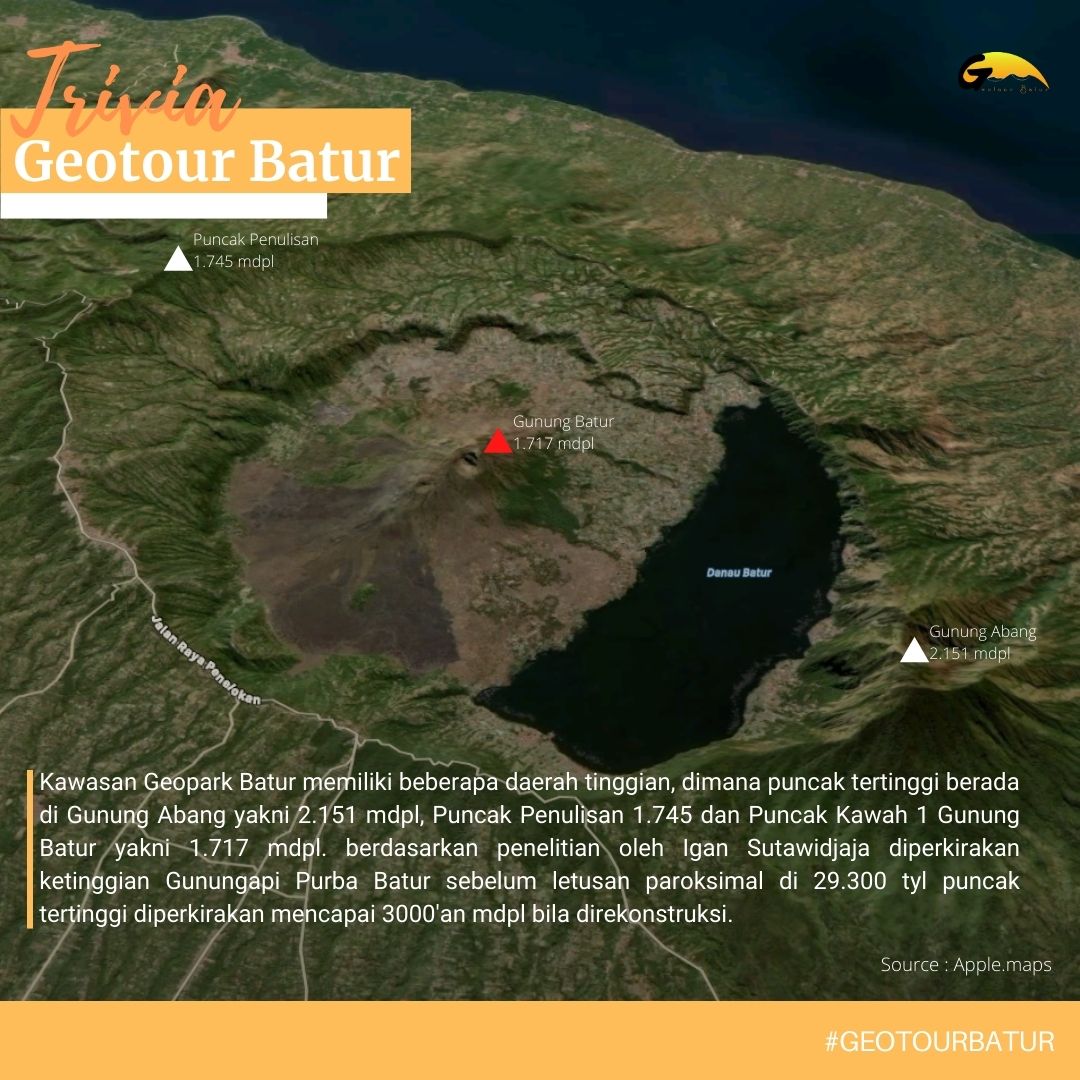 Trivia
Geotour Batur
Puncak Penulisan
1.745 mdpl
Gunung Batur
1.717 mdpl
Danau Batur
Gunung Abang
2.151 mdpl
Jalan Raya Penelokan
Kawasan Geopark Batur memiliki beberapa daerah tinggian, dimana puncak tertinggi berada
di Gunung Abang yakni 2.151 mdpl, Puncak Penulisan 1.745 dan Puncak Kawah 1 Gunung
Batur yakni 1.717 mdpl. berdasarkan penelitian oleh Igan Sutawidjaja diperkirakan
ketinggian Gunungapi Purba Batur sebelum letusan paroksimal di 29.300 tyl puncak
tertinggi diperkirakan mencapai 3000'an mdpl bila direkonstruksi.
Source : Apple.maps
#GEOTOURBATUR